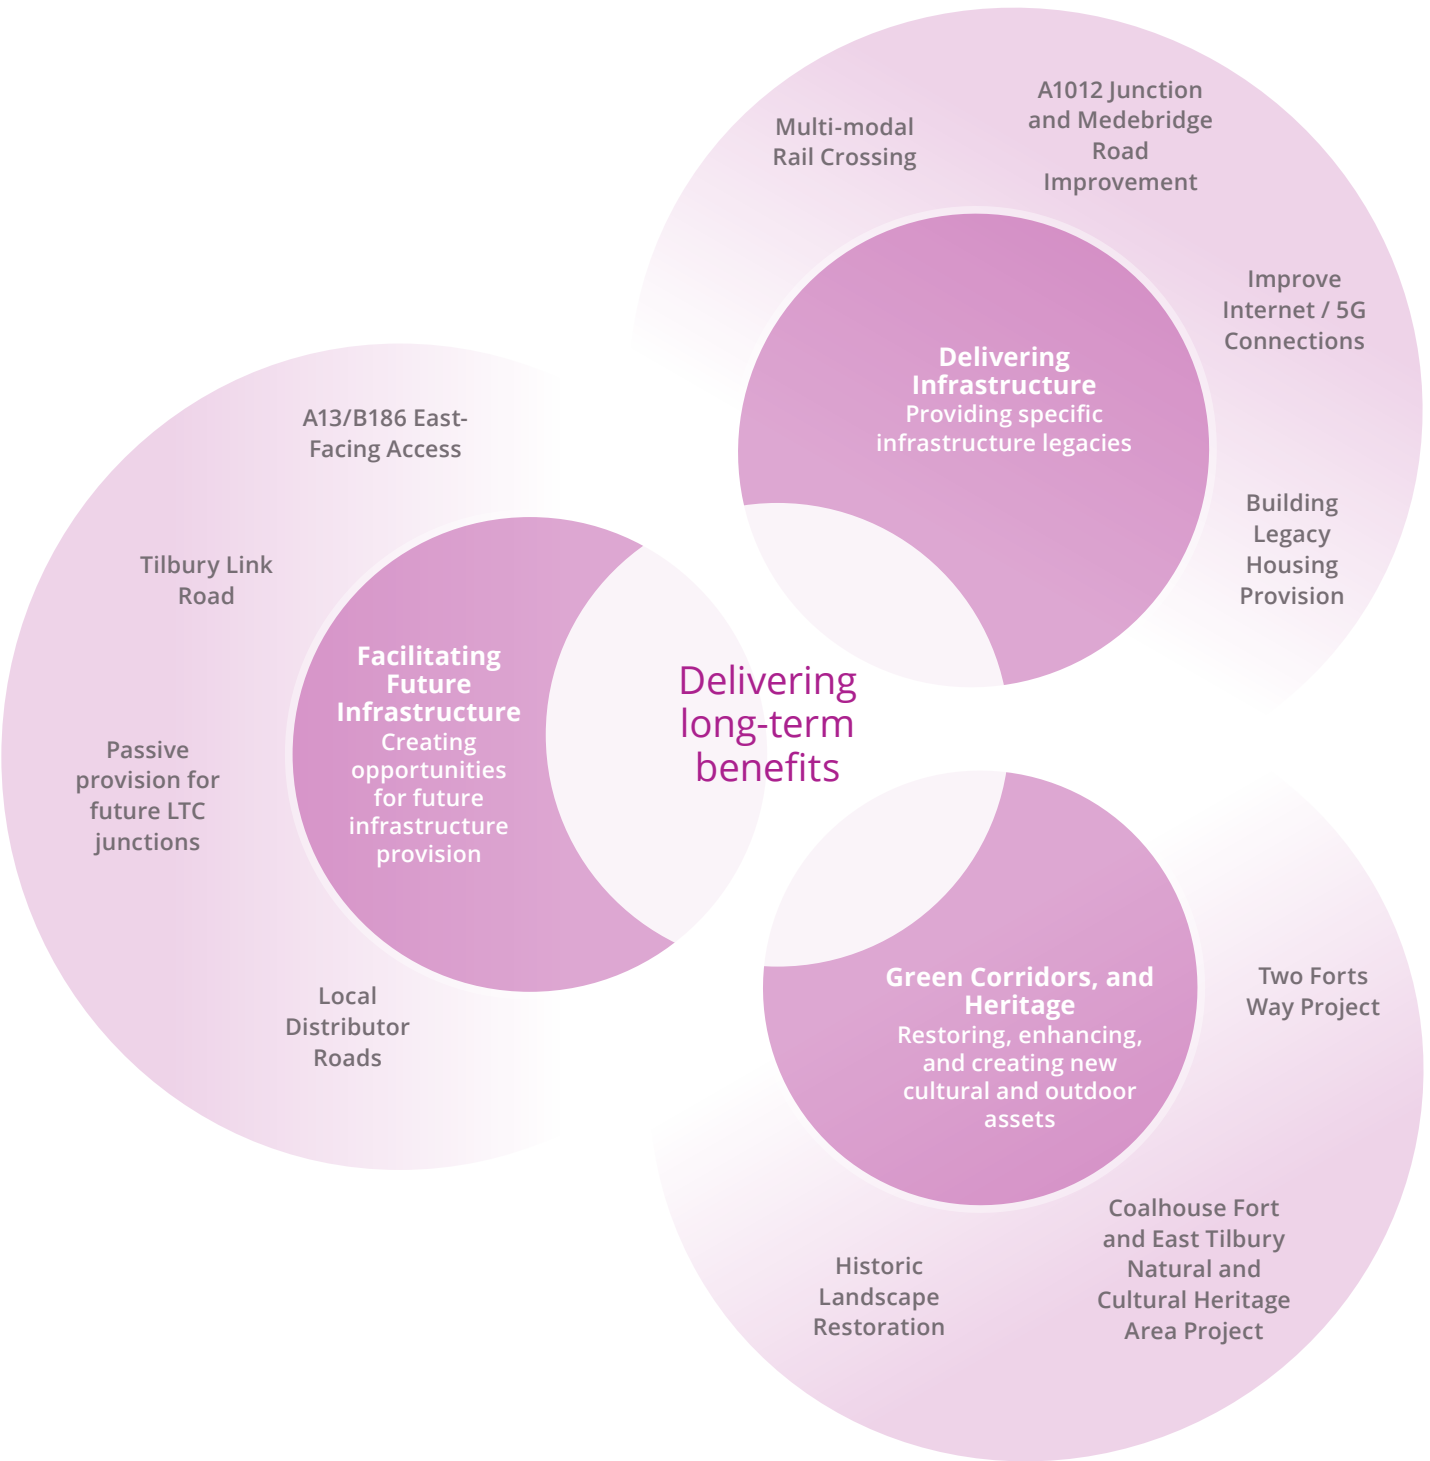 Multi-modal
Rail Crossing
A1012 Junction
and Medebridge
Road
Improvement
Improve
Internet / 5G
Connections
Building
Legacy
Housing
Provision
Delivering
Infrastructure
Providing specific
infrastructure legacies
A13/B186 East-
Facing Access
Tilbury Link
Road
Passive
provision for
future LTC
junctions
Local
Distributor
Roads
Facilitating
Future
Infrastructure
Creating
opportunities
for future
infrastructure
provision
Delivering
long-term
benefits
Green Corridors, and
Heritage
Restoring, enhancing,
and creating new
cultural and outdoor
assets
Two Forts
Way Project
Coalhouse Fort
and East Tilbury
Natural and
Cultural Heritage
Area Project
Historic
Landscape
Restoration